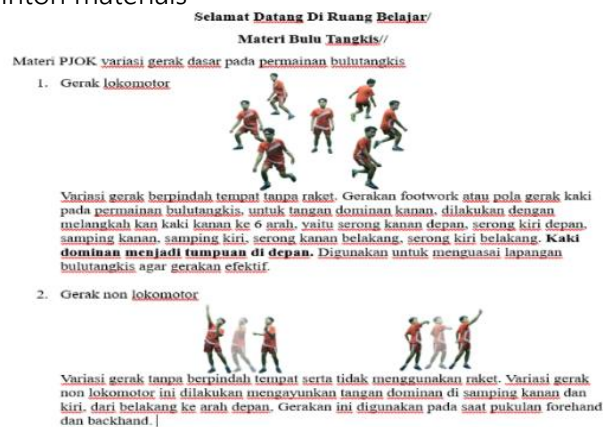 inton materials
Selamat Datang Di Ruang Belajar/
Materi Bulu Tangkis//
Materi PJOK variasi gerak dasar pada permainan bulutangkis
1. Gerak lokomotor
Variasi gerak berpindah tempat tanpa raket. Gerakan footwork atau pola gerak kaki
pada permainan bulutangkis, untuk tangan dominan kanan, dilakukan dengan
melangkah kan kaki kanan ke 6 arah, yaitu serong kanan depan, serong kiri depan,
samping kanan, samping kiri, serong kanan belakang, serong kiri belakang. Kaki
dominan menjadi tumpuan di depan. Digunakan untuk menguasai lapangan
bulutangkis agar gerakan efektif.
2. Gerak non lokomotor
Variasi gerak tanpa berpindah tempat serta tidak menggunakan raket. Variasi gerak
non lokomotor ini dilakukan mengayunkan tangan dominan di samping kanan dan
kiri, dari belakang ke arah depan. Gerakan ini digunakan pada saat pukulan forehand
dan backhand.